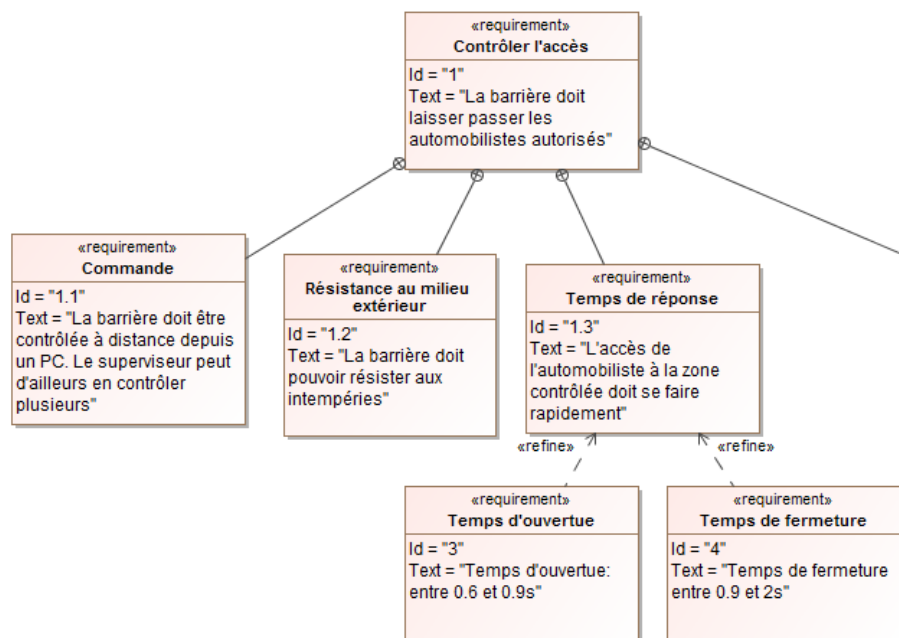 «requirement»
Contrôler l'accès
Id = "1"
Text = "La barrière doit
laisser passer les
automobilistes autorisés"
«requirement»
Commande
Id = "1.1"
Text = "La barrière doit être
contrôlée à distance depuis
un PC. Le superviseur peut
d'ailleurs en contrôler
plusieurs"
«requirement»
Résistance au milieu
extérieur
Id = "1.2"
Text = "La barrière doit
pouvoir résister aux
intempéries"
«requirement»
Temps de réponse
Id = "1.3"
Text = "L'accès de
l'automobiliste à la zone
contrôlée doit se faire
rapidement"
«refine»
«refine»
«requirement»
Temps d'ouvertue
Id = "3"
Text = "Temps d'ouvertue:
entre 0.6 et 0.9s"
«requirement»
Temps de fermeture
Id = "4"
Text = "Temps de fermeture
entre 0.9 et 2s"